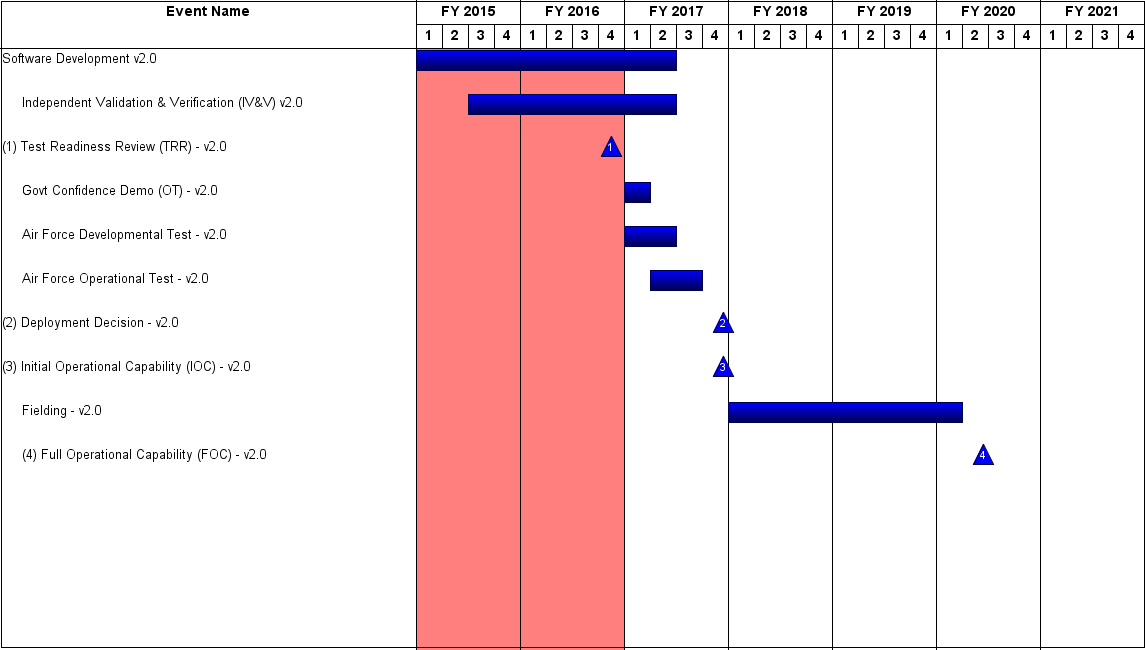 Event Name FY 2015 FY 2016 FY 2017 FY 2018 FY 2019 FY 2020 FY 2021
1 2 3 4 1 2 3 4 1 2 3 4 1 2 3 4 1 2 3 4 1 2 3 4 1 2 3 4
Software Development v2.0
Independent Validation & Verification (IV&V) v2.0
(1) Test Readiness Review (TRR) - v2.0 1
Govt Confidence Demo (OT) - v2.0
Air Force Developmental Test - v2.0
Air Force Operational Test - v2.0
(2) Deployment Decision - v2.0 2
(3) Initial Operational Capability (IOC) - v2.0 3
Fielding - v2.0
(4) Full Operational Capability (FOC) - v2.0 4